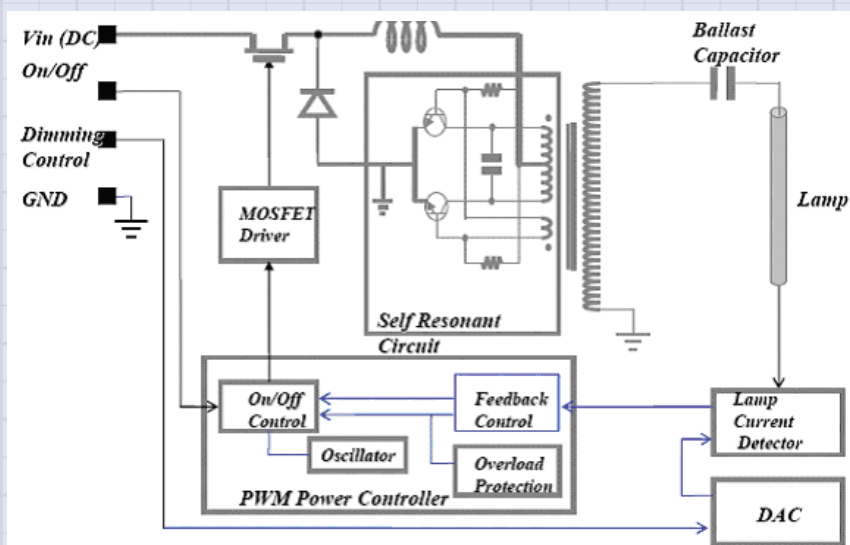 Vin (DC)
On/Off
Dimming
Control
GND
MOSFET
Driver
Self Resonant
Circuit
Ballast
Capacitor
Lamp
On/Off
Control
Feedback
Control
Oscillator
Overload
Protection
PWM Power Controller
Lamp
Current
Detector
DAC